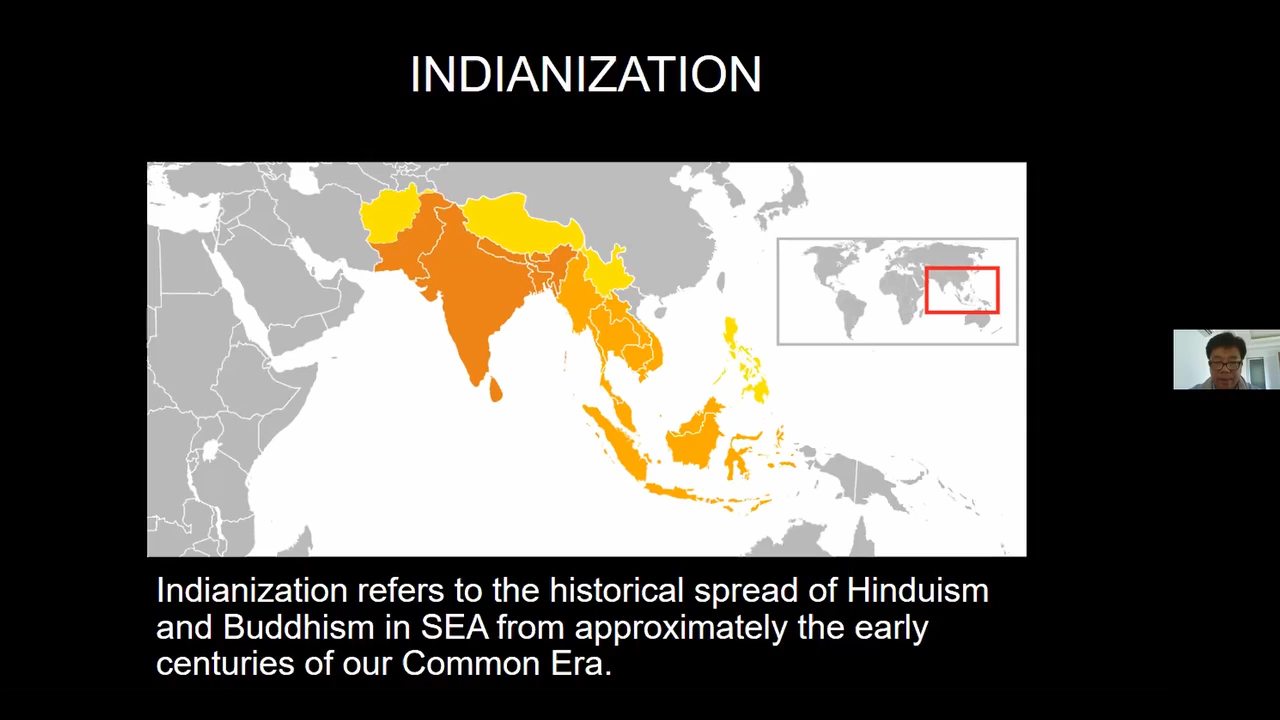 INDIANIZATION
Indianization refers to the historical spread of Hinduism
and Buddhism in SEA from approximately the early
centuries of our Common Era.